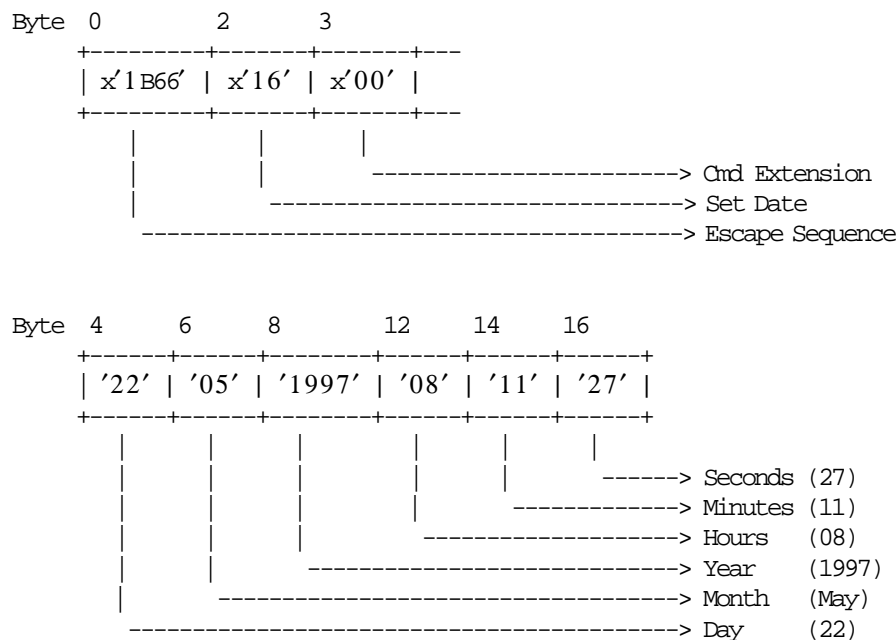 Byte 0 2 3
+---------+-------+-------+---
| x'1B66' | x'16' | x'00' |
+---------+-------+-------+---
| | |
| | ------------------------> Cmd Extension
| --------------------------------> Set Date
------------------------------------------> Escape Sequence
Byte 4 6 8 12 14 16
+------+------+--------+------+------+------+
| '22' | '05' | '1997' | '08' | '11' | '27' |
+------+------+--------+------+------+------+
| | | | | |
| | | | | ------> Seconds (27)
| | | | -------------> Minutes (11)
| | | --------------------> Hours (08)
| | -----------------------------> Year (1997)
| ------------------------------------> Month (May)
-------------------------------------------> Day (22)